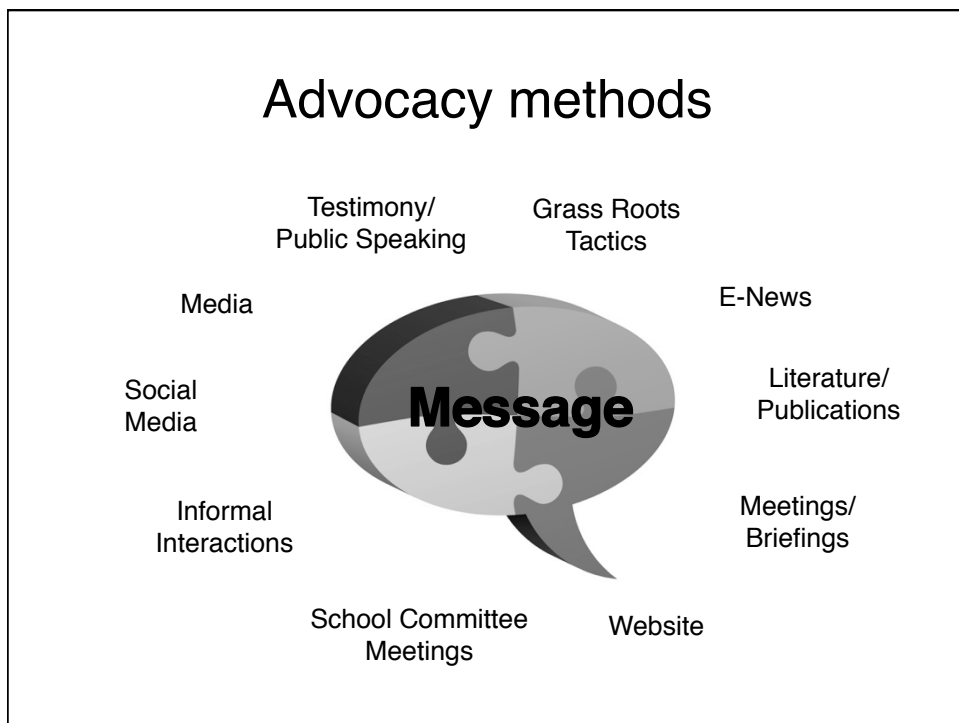 Advocacy methods
Testimony/
Public Speaking
Grass Roots
Tactics
Media
E-News
Social
Media
Literature/
Publications
Message
Informal
Interactions
Meetings/
Briefings
School Committee
Meetings
Website